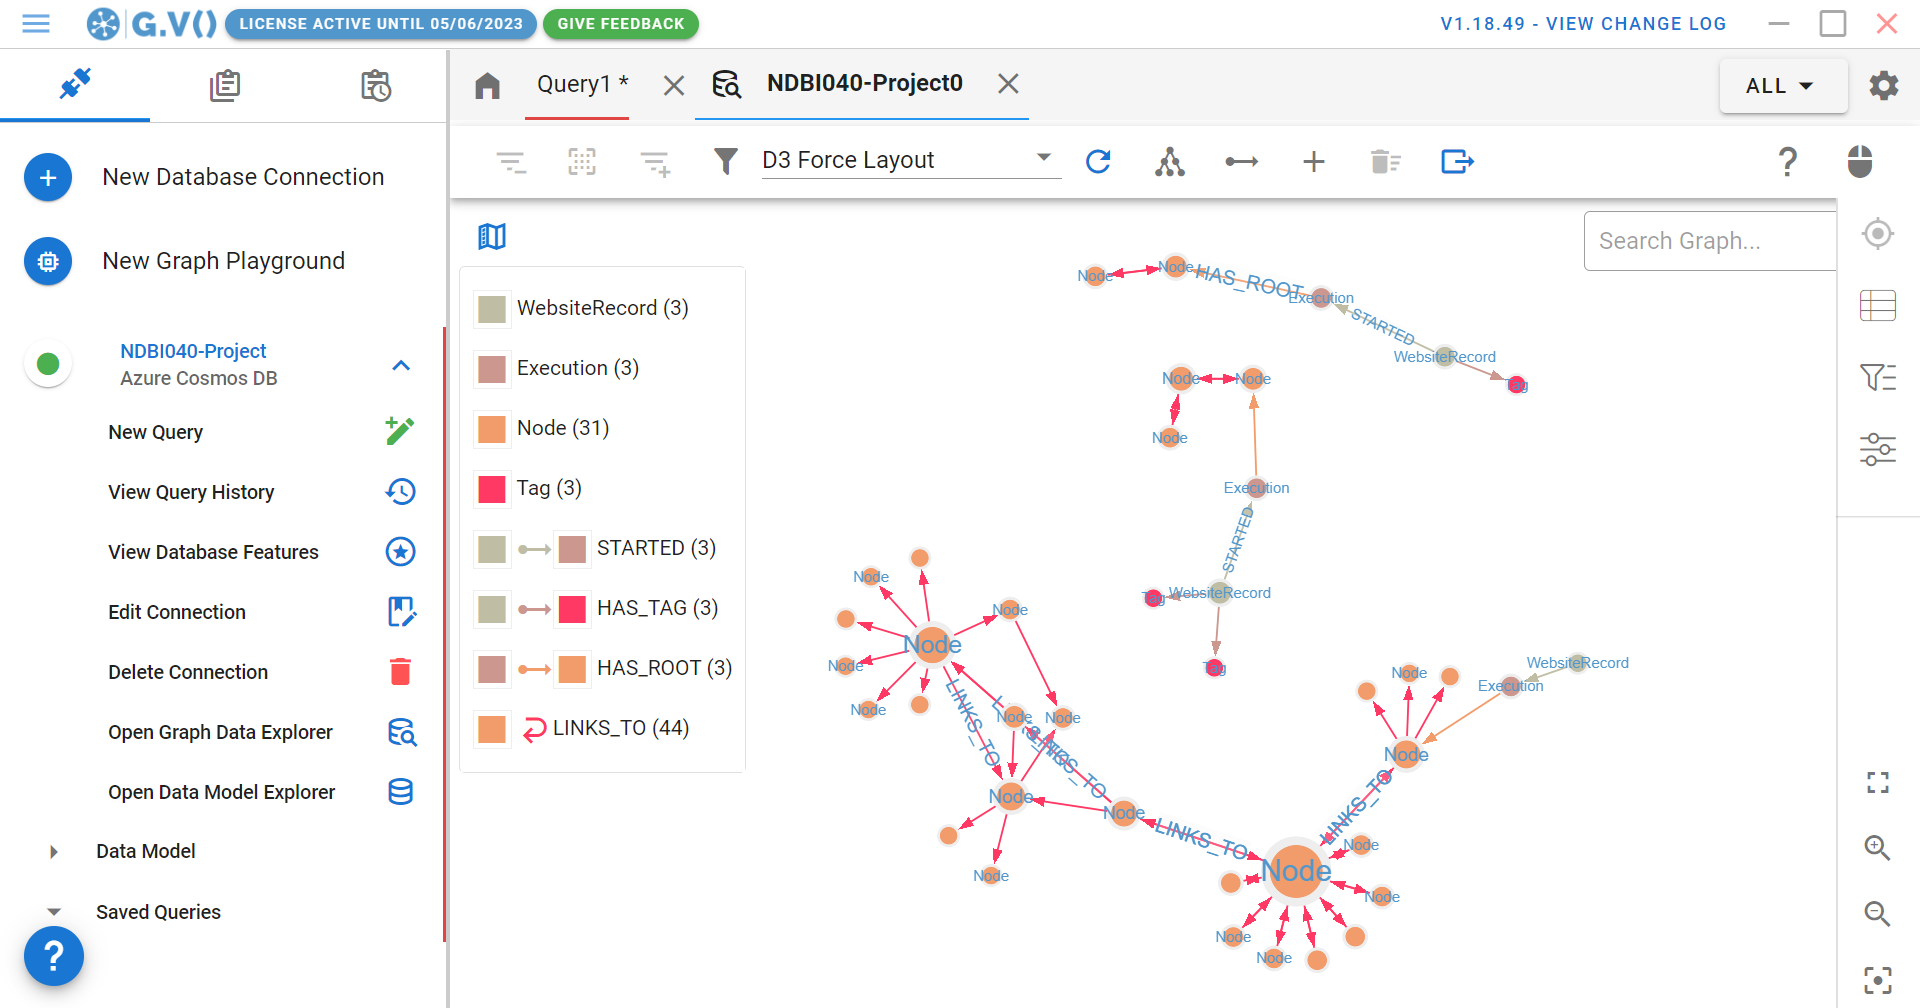 G.V()
LICENSE ACTIVE UNTIL 05/06/2023
GIVE FEEDBACK
V1.18.49 - VIEW CHANGE LOG
Query1 *
NDBI040-Project0
ALL
New Database Connection
New Graph Playground
NDBI040-Project
Azure Cosmos DB
New Query
View Query History
View Database Features
Edit Connection
Delete Connection
Open Graph Data Explorer
Open Data Model Explorer
Data Model
Saved Queries
?
D3 Force Layout
?
Search Graph...
WebsiteRecord (3)
Execution (3)
Node (31)
Tag (3)
STARTED (3)
HAS_TAG (3)
HAS_ROOT (3)
LINKS_TO (44)
Node
Node
HAS_ROOT
Execution
STARTED
WebsiteRecord
Tag
Node
Node
Node
Execution
STARTED
WebsiteRecord
Tag
Tag
Node
Node
Node
Node
Node
LINKS_TO
Node
Node
LINKS_TO
Node
Node
Node
LINKS_TO
Node
WebsiteRecord
Execution
Node
LINKS_TO
Node
Node
Node
Node
Node